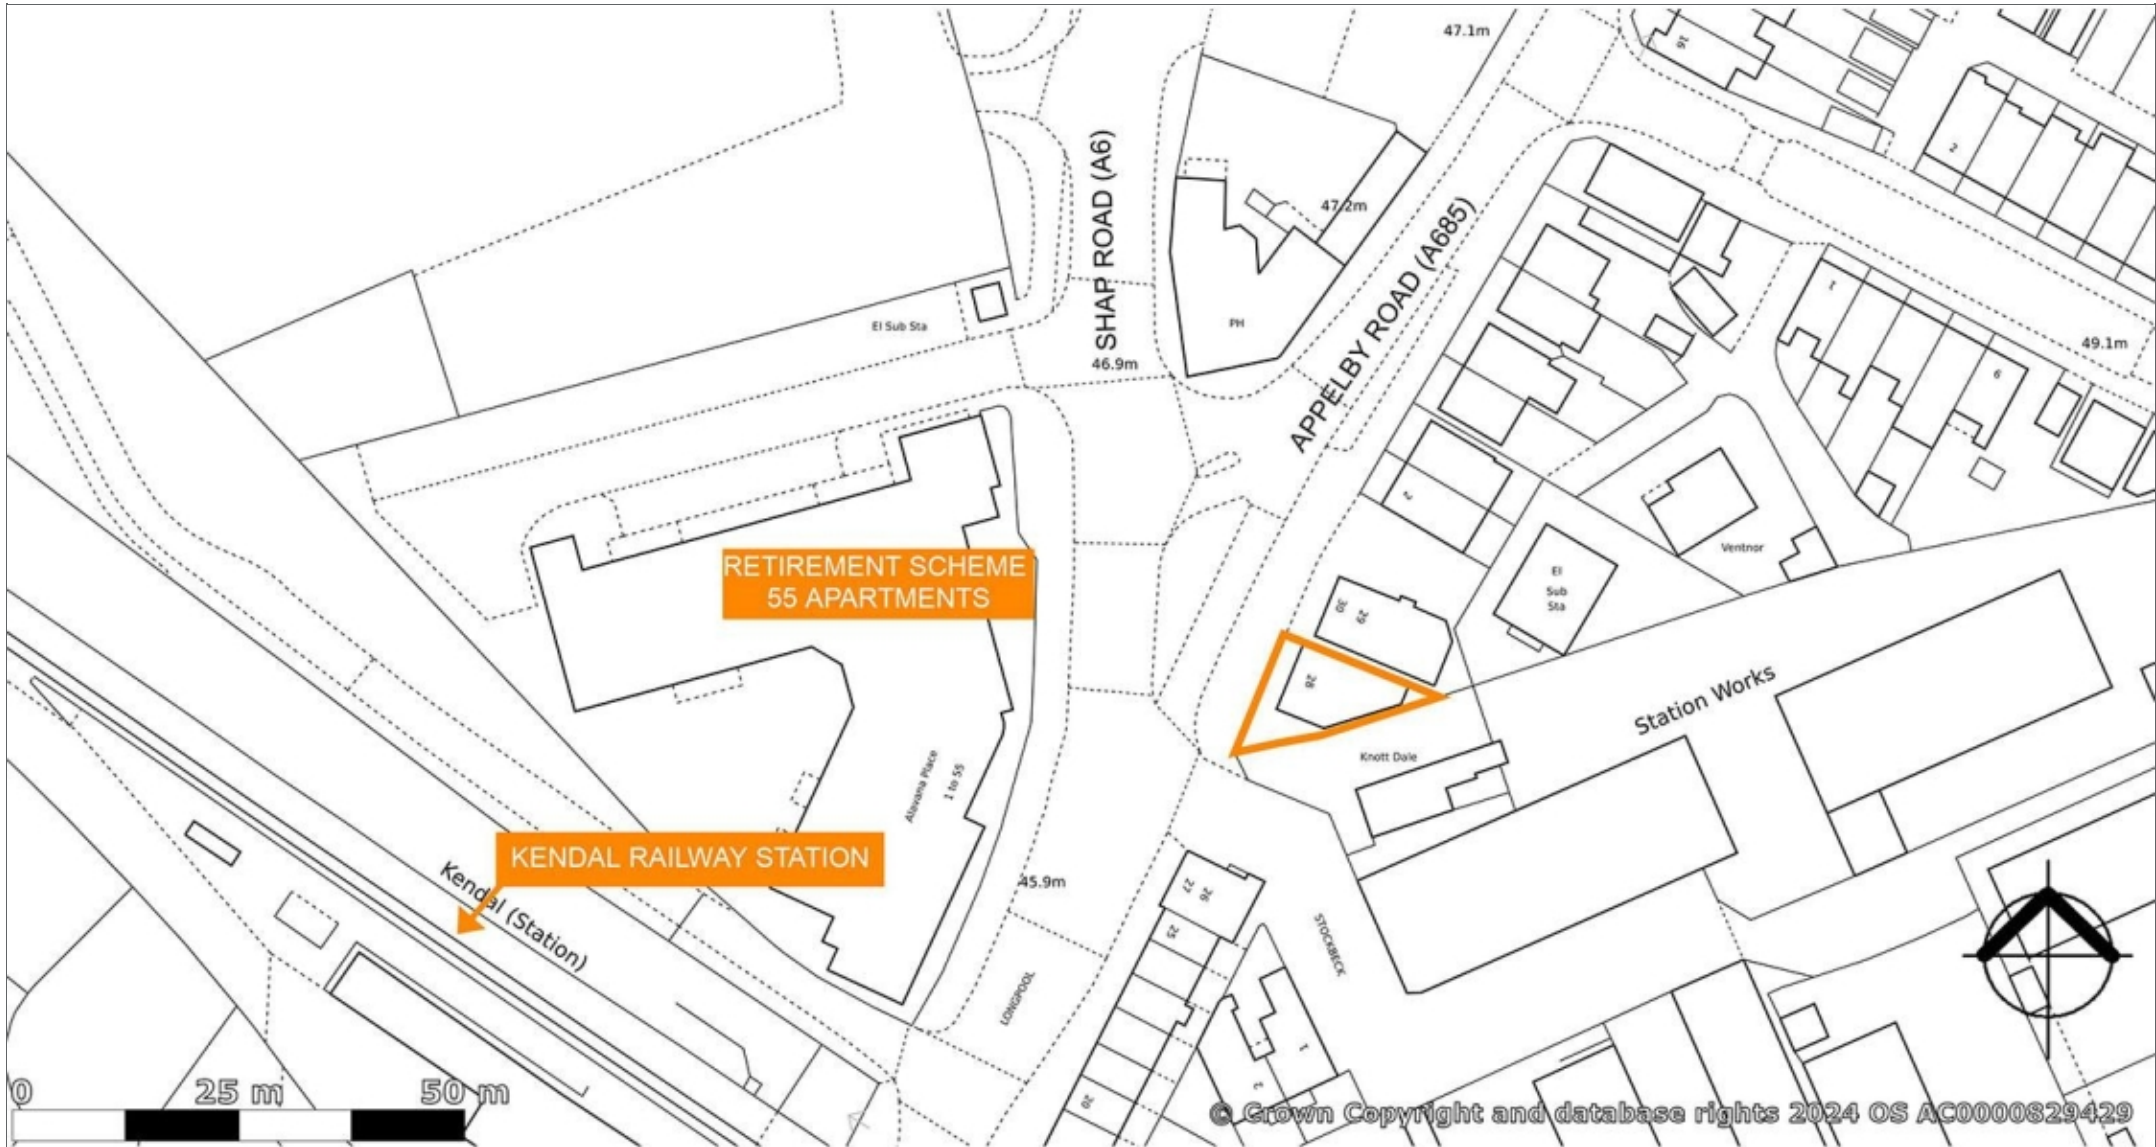 47.1m
16
2
SHAP ROAD (A6)
47.2m
APPELBY ROAD (A685)
1
El Sub Sta
PH
46.9m
49.1m
6
2
RETIREMENT SCHEME
55 APARTMENTS
El
Sub
Sta
Ventnor
30
29
28
Station Works
Knott Dale
Alavana Place
1 to 55
KENDAL RAILWAY STATION
Kendal (Station)
45.9m
27
26
25
STOCKBECK
LONGPOOL
1
2
20
0 25 m 50 m
© Crown Copyright and database rights 2024 OS AC0000829429